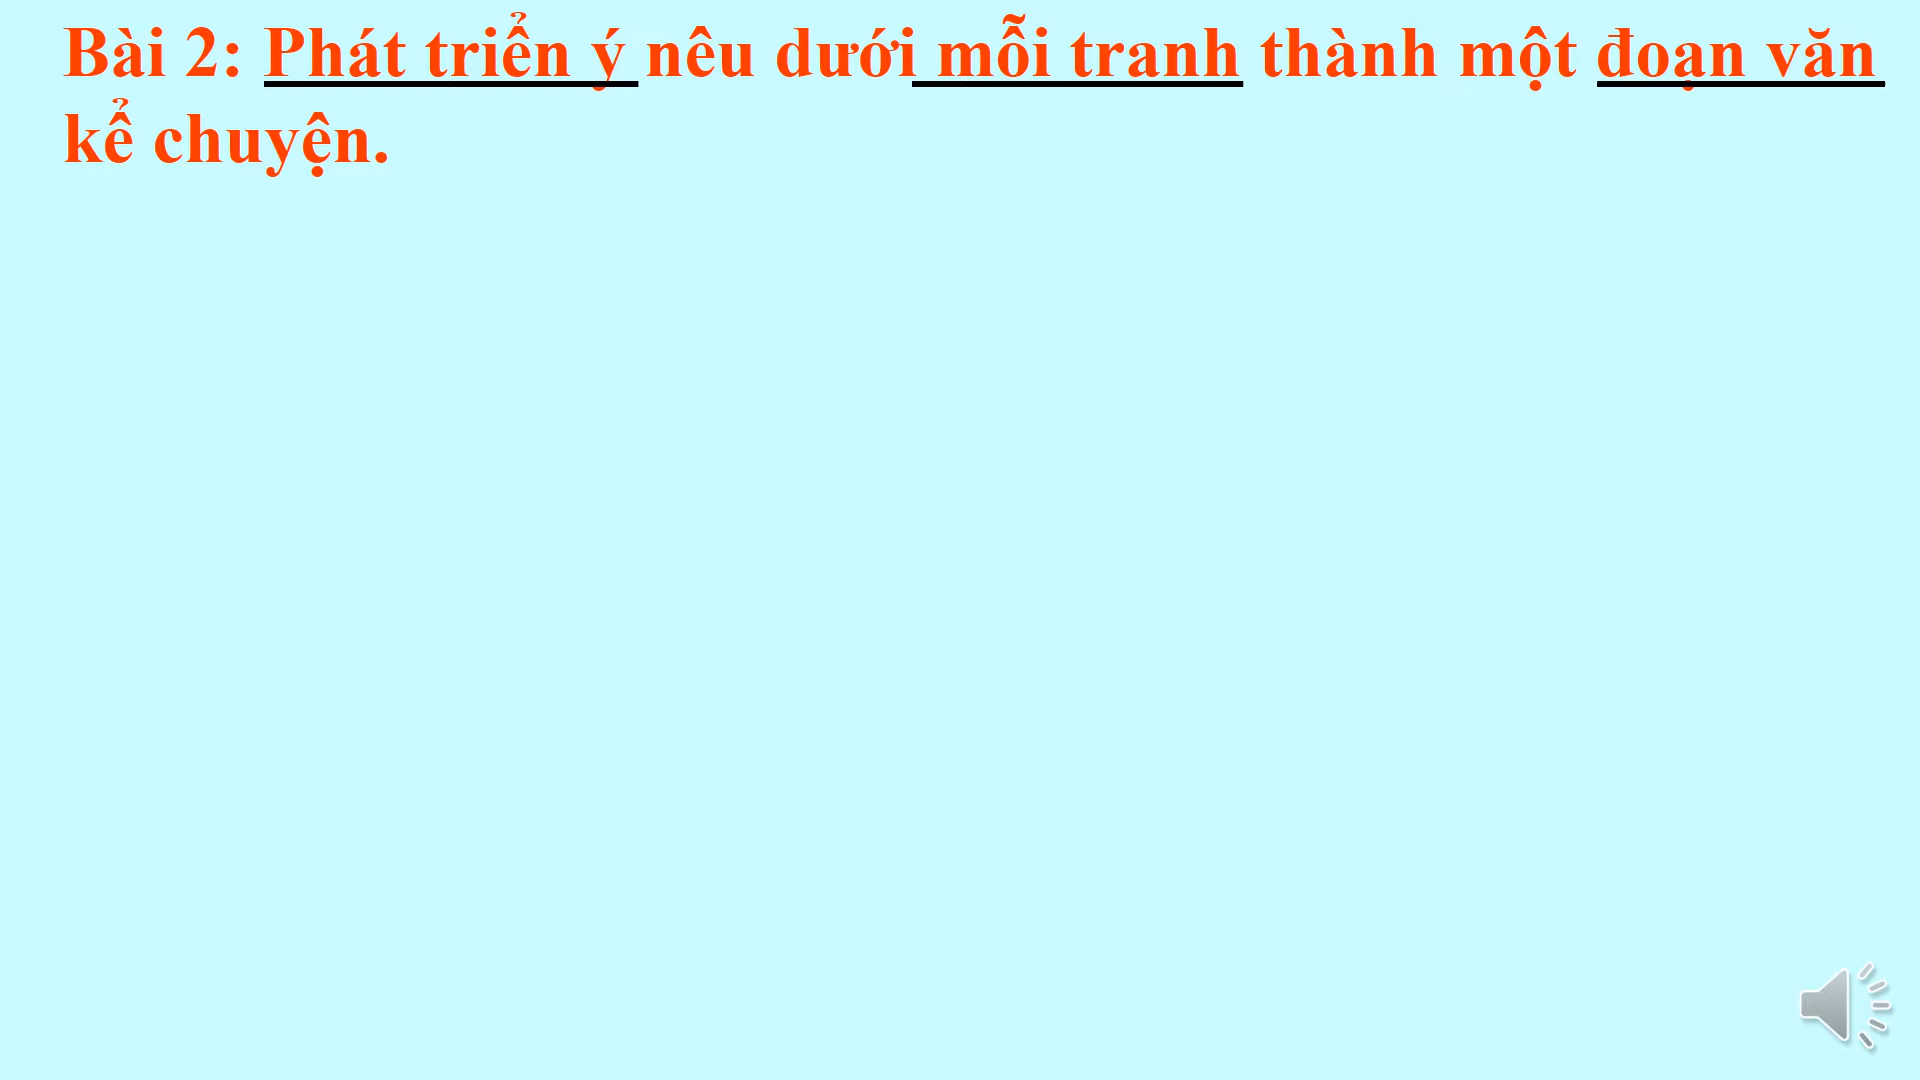 Bài 2: Phát triển ý nêu dưới mỗi tranh thành một đoạn văn
kể chuyện.